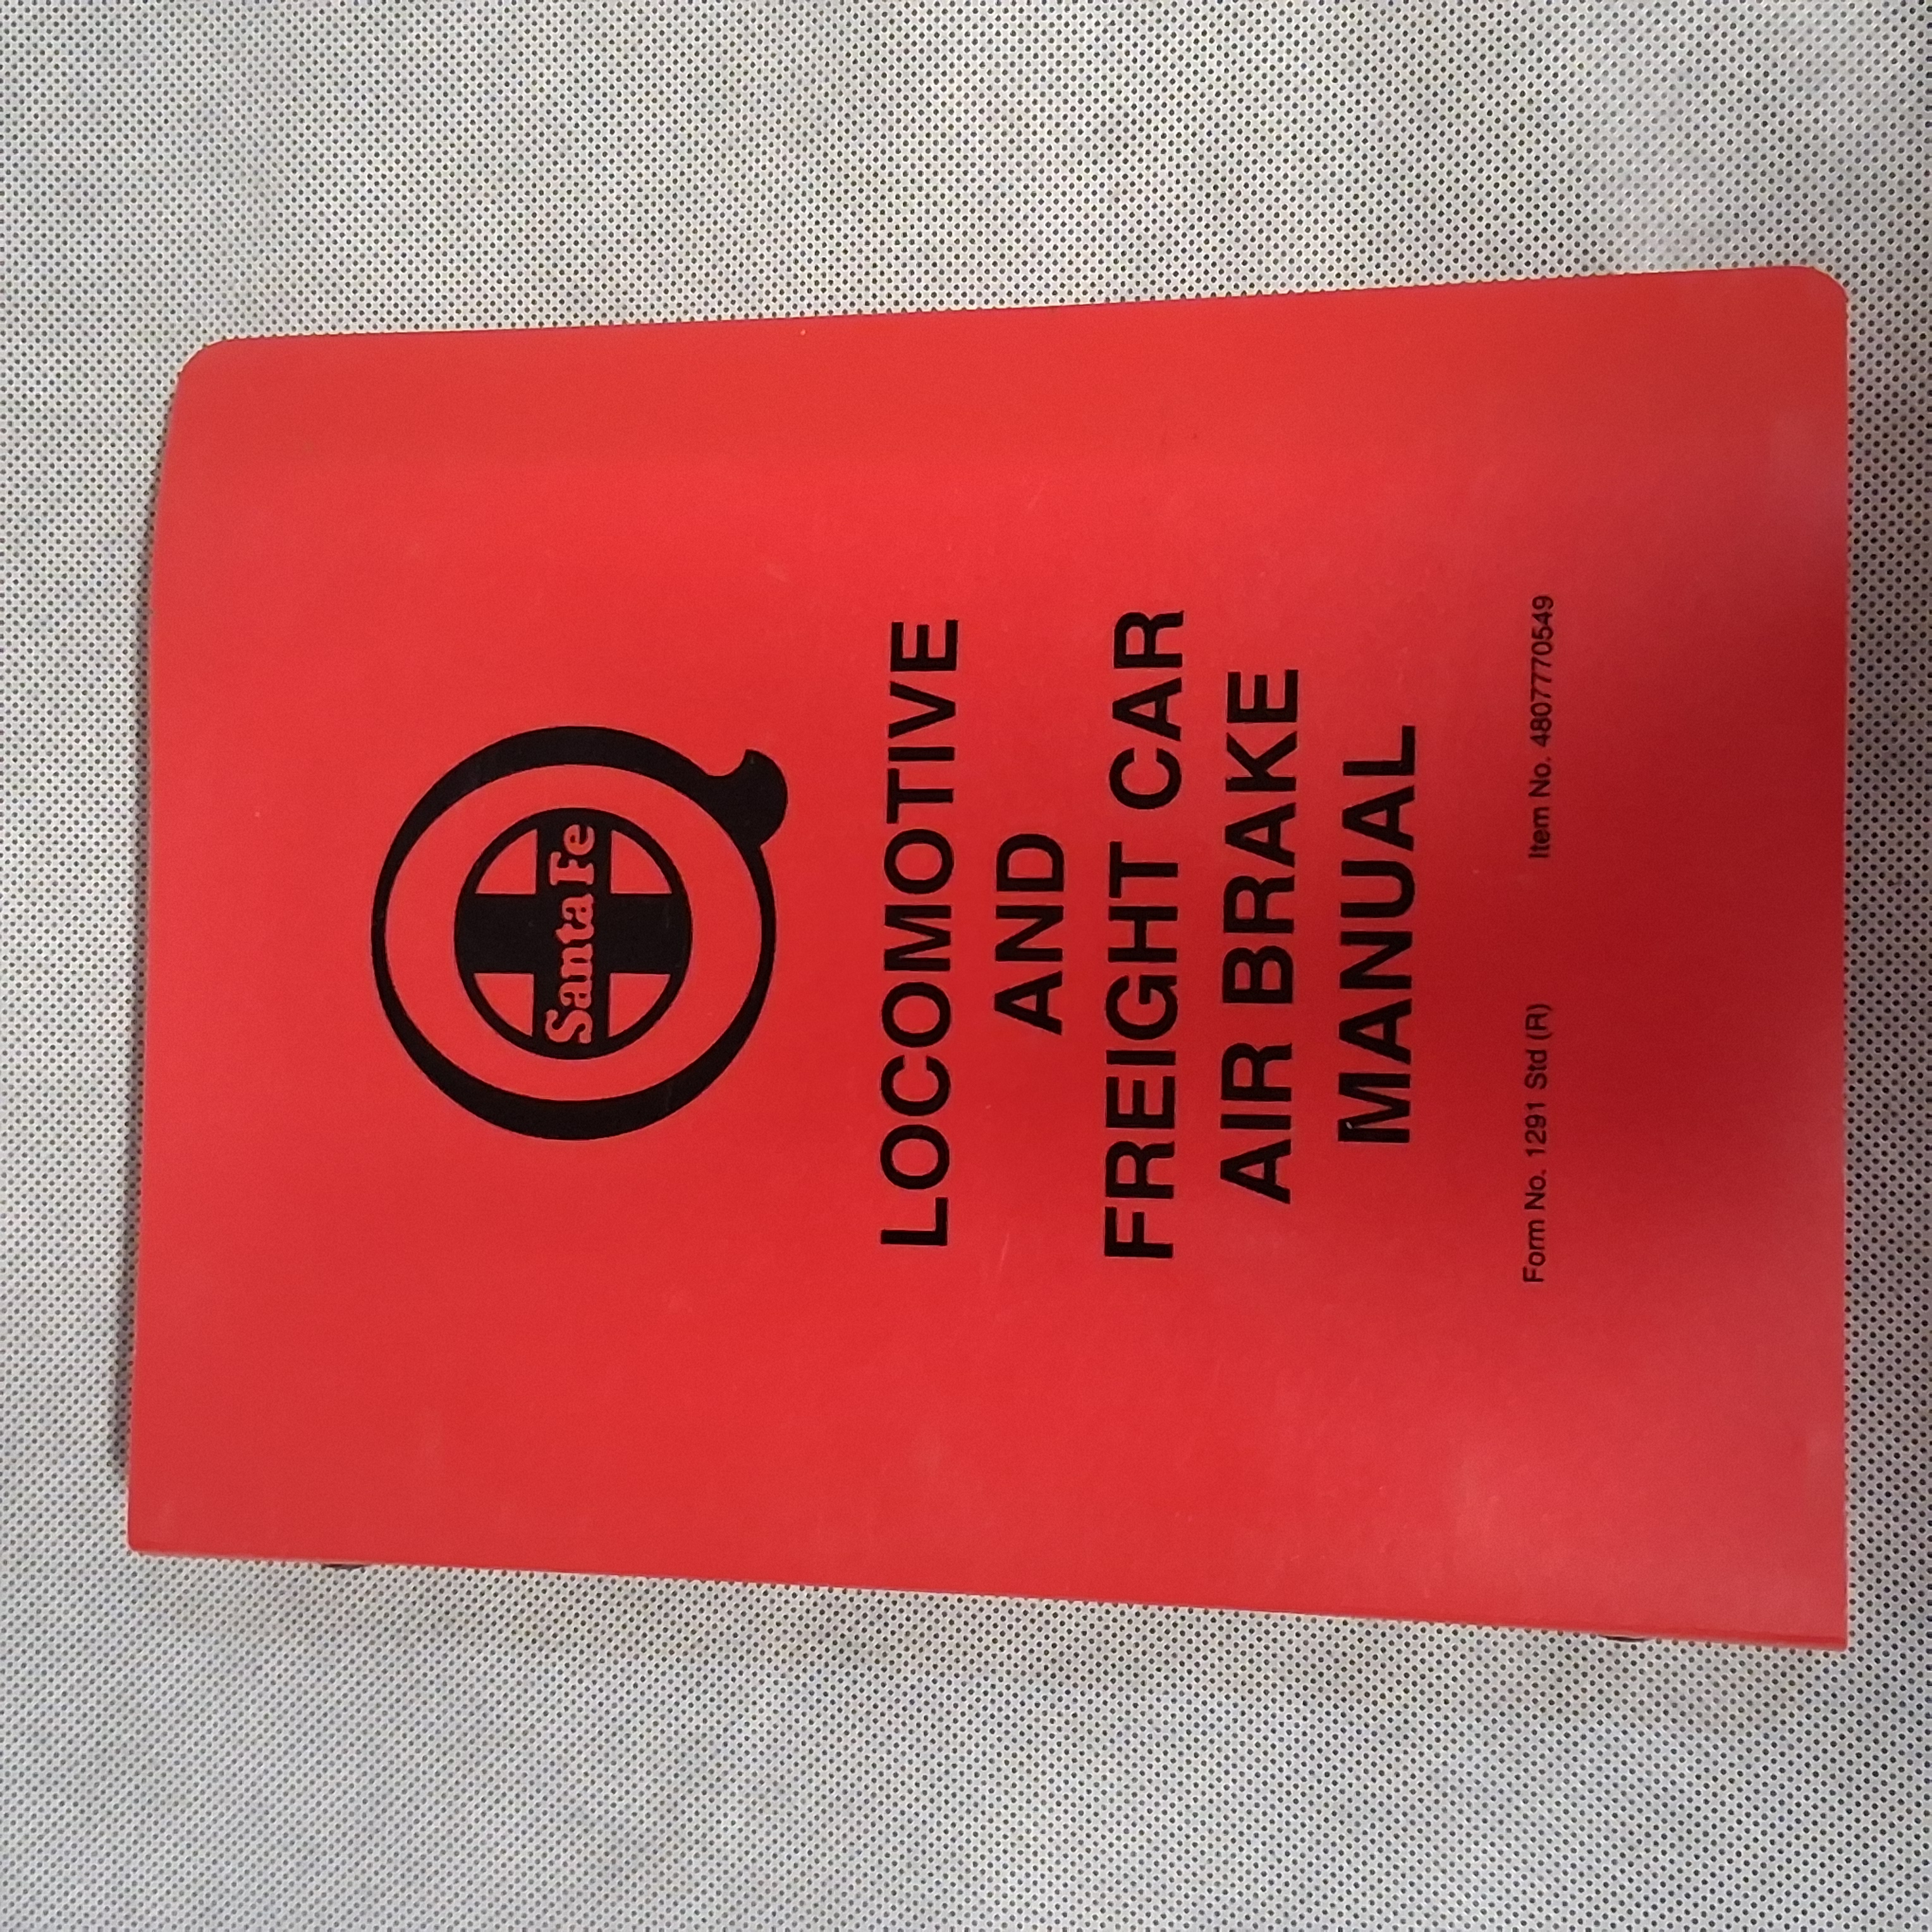 Santa Fe
LOCOMOTIVE
AND
FREIGHT CAR
AIR BRAKE
MANUAL
Form No. 1291 Std (R) Item No. 4807770549